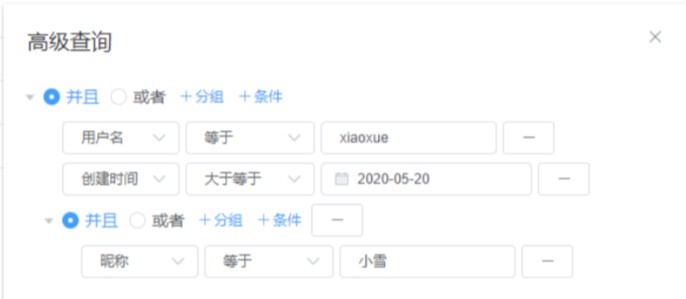 高级查询
并且 或者 +分组 +条件
用户名 等于 xiaoxue
创建时间 大于等于 2020-05-20
并且 或者 +分组 +条件
昵称 等于 小雪